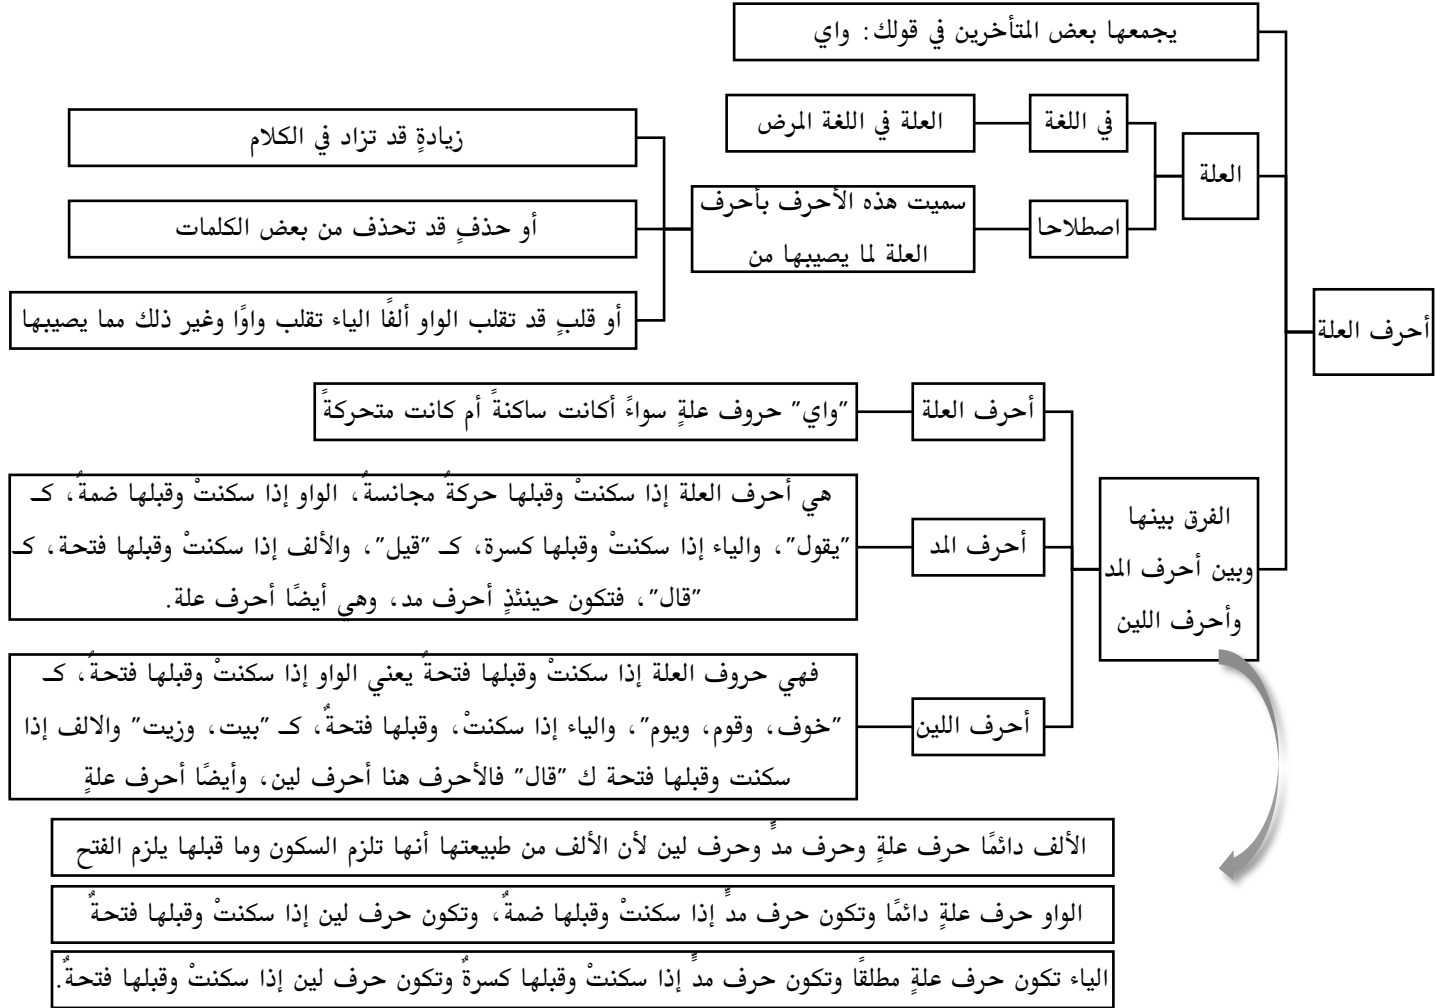 أحرف العلة
يجمعها بعض المتأخرين في قولك: واي
العلة
في اللغة
العلة في اللغة المرض
اصطلاحا
سميت هذه الأحرف بأحرف
العلة لما يصيبها من
زيادةٍ قد تزاد في الكلام
أو حذفٍ قد تحذف من بعض الكلمات
أو قلبٍ قد تقلب الواو ألفًا الياء تقلب واوًا وغير ذلك مما يصيبها
الفرق بينها
وبين أحرف المد
وأحرف اللين
أحرف العلة
"واي" حروف علةٍ سواءً أكانت ساكنةً أم كانت متحركةً
أحرف المد
هي أحرف العلة إذا سكنتْ وقبلها حركةٌ مجانسةٌ، الواو إذا سكنتْ وقبلها ضمةٌ، كـ
"يقول"، والياء إذا سكنتْ وقبلها كسرة، كـ "قيل"، والألف إذا سكنتْ وقبلها فتحة، كـ
"قال"، فتكون حينئذٍ أحرف مد، وهي أيضًا أحرف علة.
أحرف اللين
فهي حروف العلة إذا سكنتْ وقبلها فتحةٌ يعني الواو إذا سكنتْ وقبلها فتحةٌ، كـ
"خوف، وقوم، ويوم"، والياء إذا سكنتْ، وقبلها فتحةٌ، كـ "بيت، وزيت" والالف إذا
سكنت وقبلها فتحة ك "قال" فالأحرف هنا أحرف لين، وأيضًا أحرف علةٍ
الألف دائمًا حرف علةٍ وحرف مدٍّ وحرف لين لأن الألف من طبيعتها أنها تلزم السكون وما قبلها يلزم الفتح
الواو حرف علةٍ دائمًا وتكون حرف مدٍّ إذا سكنتْ وقبلها ضمةٌ، وتكون حرف لين إذا سكنتْ وقبلها فتحةٌ
الياء تكون حرف علةٍ مطلقًا وتكون حرف مدٍّ إذا سكنتْ وقبلها كسرةٌ وتكون حرف لين إذا سكنتْ وقبلها فتحةٌ.